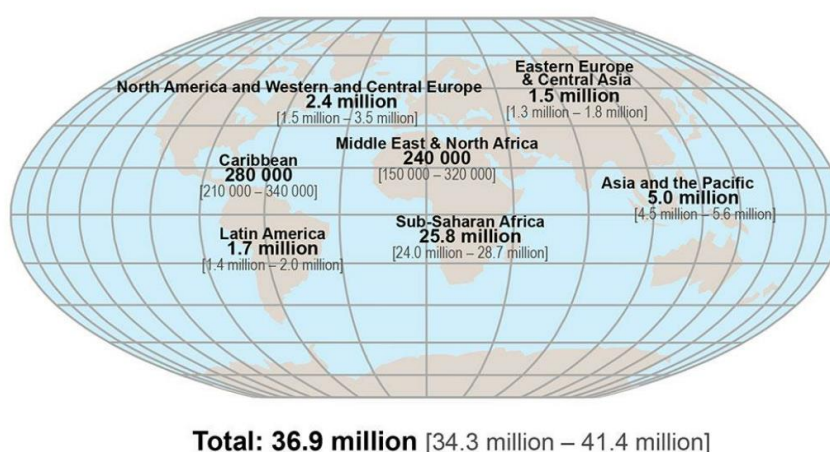 Eastern Europe
& Central Asia
1.5 million
[1.3 million – 1.8 million]
North America and Western and Central Europe
2.4 million
[1.5 million – 3.5 million]
Middle East & North Africa
240 000
[150 000 – 320 000]
Caribbean
280 000
[210 000 – 340 000]
Asia and the Pacific
5.0 million
[4.5 million – 5.6 million]
Sub-Saharan Africa
25.8 million
[24.0 million – 28.7 million]
Latin America
1.7 million
[1.4 million – 2.0 million]
Total: 36.9 million [34.3 million – 41.4 million]